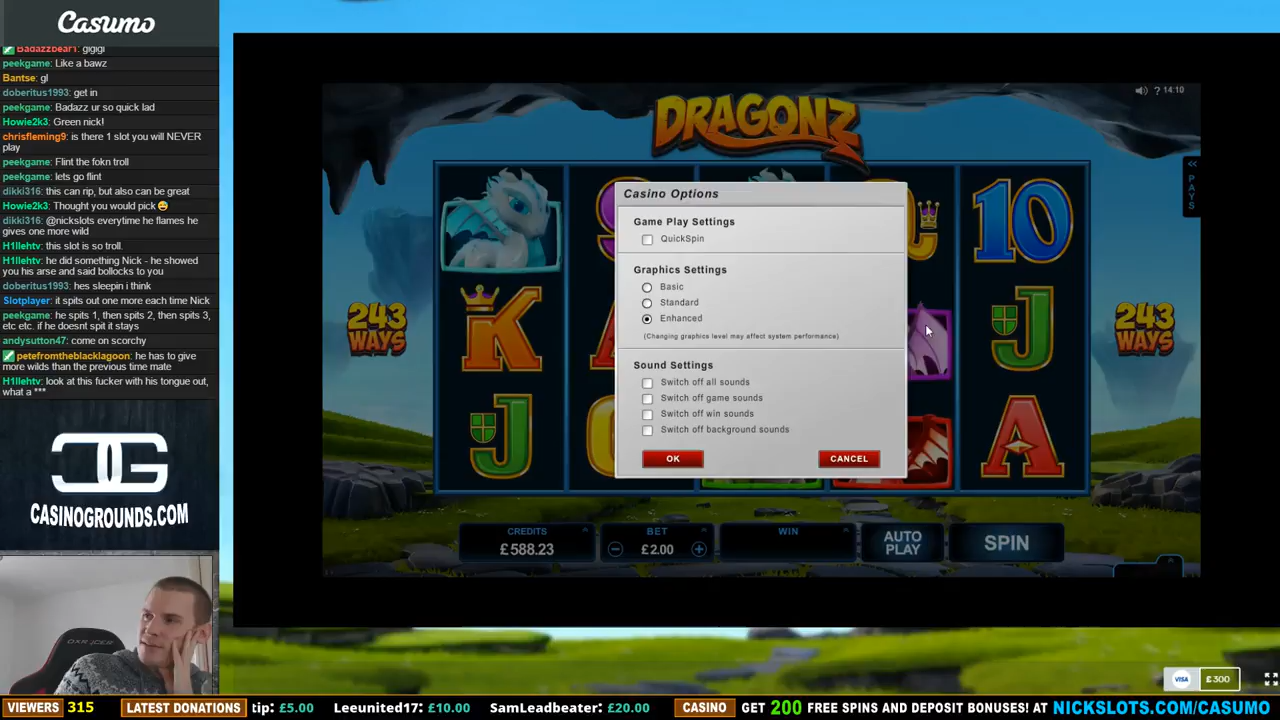 Casumo
Badazzbear1: gigigi
peekgame: Like a bawz
Bantse: gl
doberitus1993: get in
peekgame: Badazz ur so quick lad
Howie2k3: Green nick!
chrisfleming9: is there 1 slot you will NEVER
play
peekgame: Flint the fokn troll
peekgame: lets go flint
dikki316: this can rip, but also can be great
Howie2k3: Thought you would pick😅
dikki316: @nickslots everytime he flames he
gives one more wild
H1llehtv: this slot is so troll.
H1llehtv: he did something Nick - he showed
you his arse and said bollocks to you
doberitus1993: hes sleepin i think
Slotplayer: it spits out one more each time Nick
peekgame: he spits 1, then spits 2, then spits 3,
etc etc. if he doesnt spit it stays
andysutton47: come on scorchy
petefromtheblacklagoon: he has to give
more wilds than the previous time mate
H1llehtv: look at this fucker with his tongue out,
what a ***
CASINOGROUNDS.COM
DXRACER
DRAGONZ
? 14:10
<< PAYS
243
WAYS
243
WAYS
10
K
J
J
A
Casino Options
Game Play Settings
QuickSpin
Graphics Settings
Basic
Standard
Enhanced
(Changing graphics level may affect system performance)
Sound Settings
Switch off all sounds
Switch off game sounds
Switch off win sounds
Switch off background sounds
OK
CANCEL
CREDITS
£588.23
BET
£2.00
WIN
AUTO
PLAY
SPIN
VISA
£300
VIEWERS 315
LATEST DONATIONS tip: £5.00 Leeunited17: £10.00 SamLeadbeater: £20.00
CASINO GET 200 FREE SPINS AND DEPOSIT BONUSES! AT NICKSLOTS.COM/CASUMO